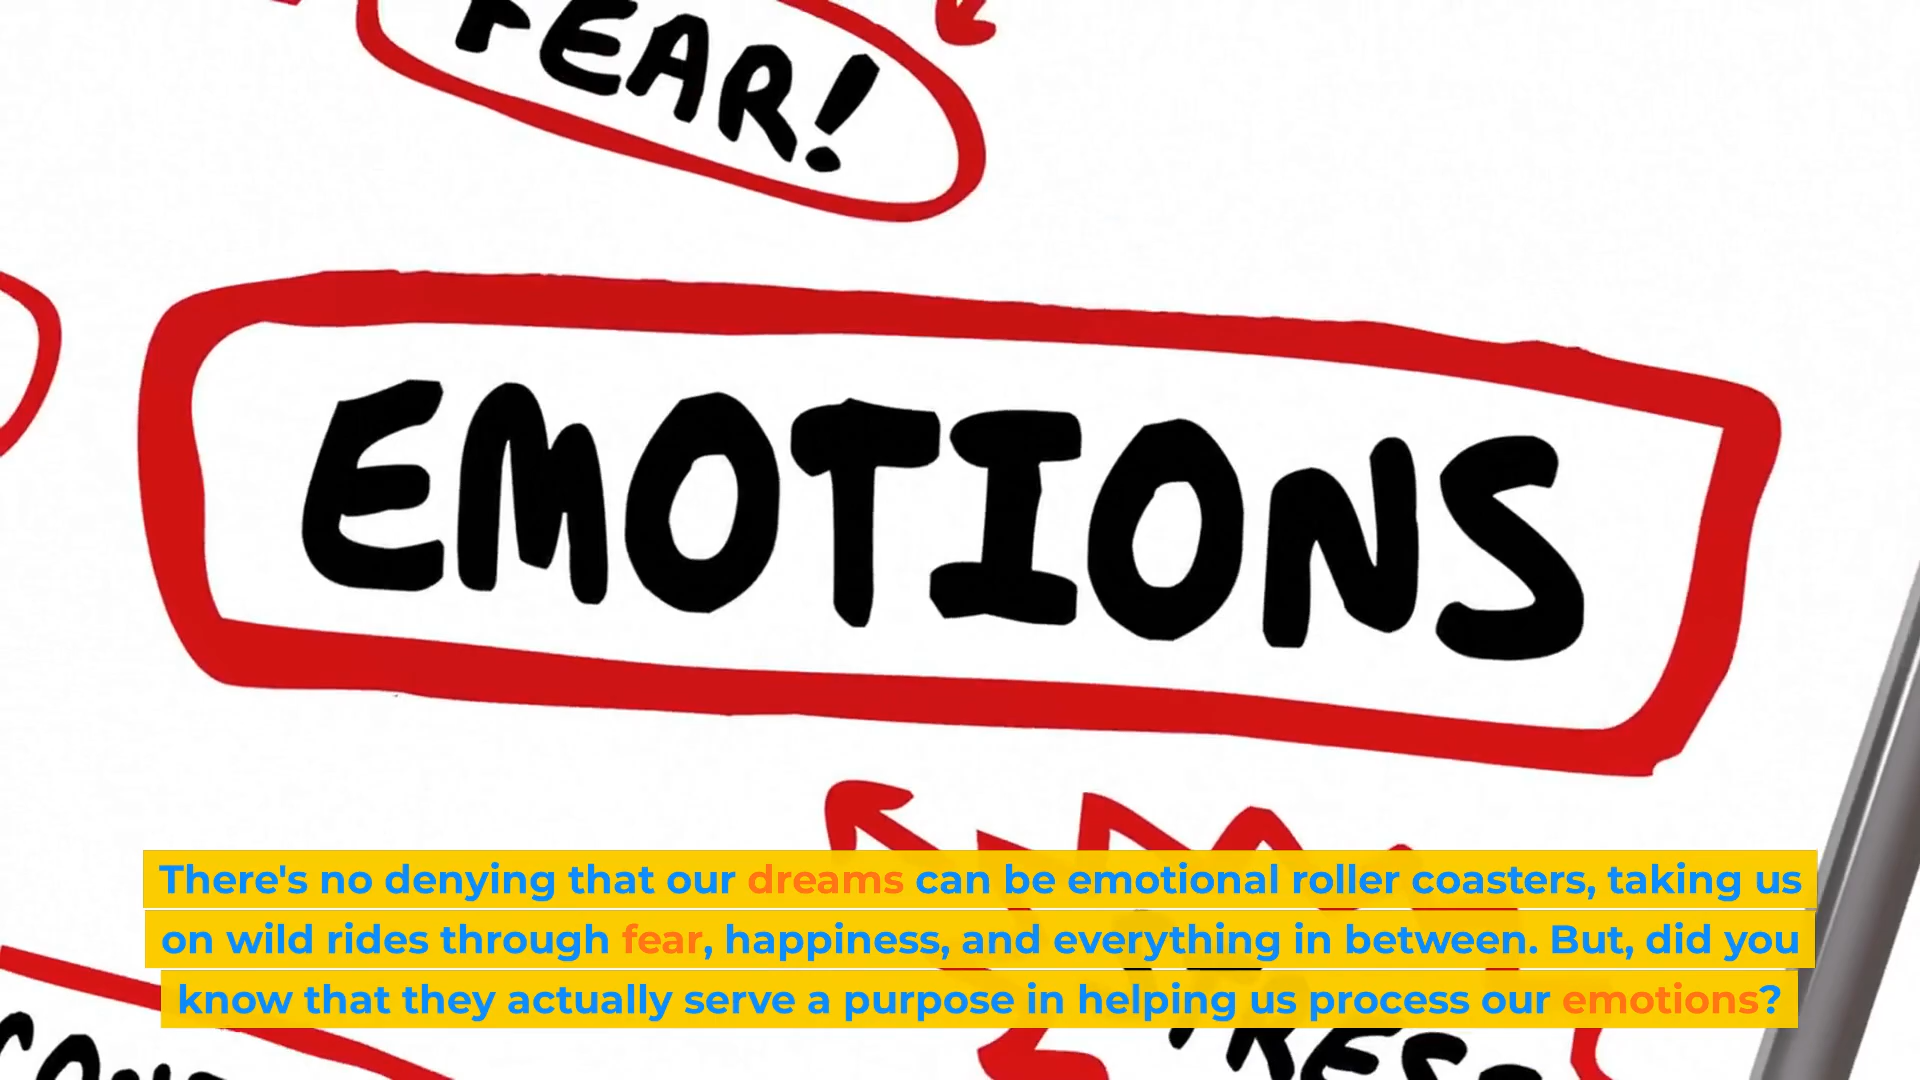 FEAR!
EMOTIONS
There's no denying that our dreams can be emotional roller coasters, taking us
on wild rides through fear, happiness, and everything in between. But, did you
know that they actually serve a purpose in helping us process our emotions?